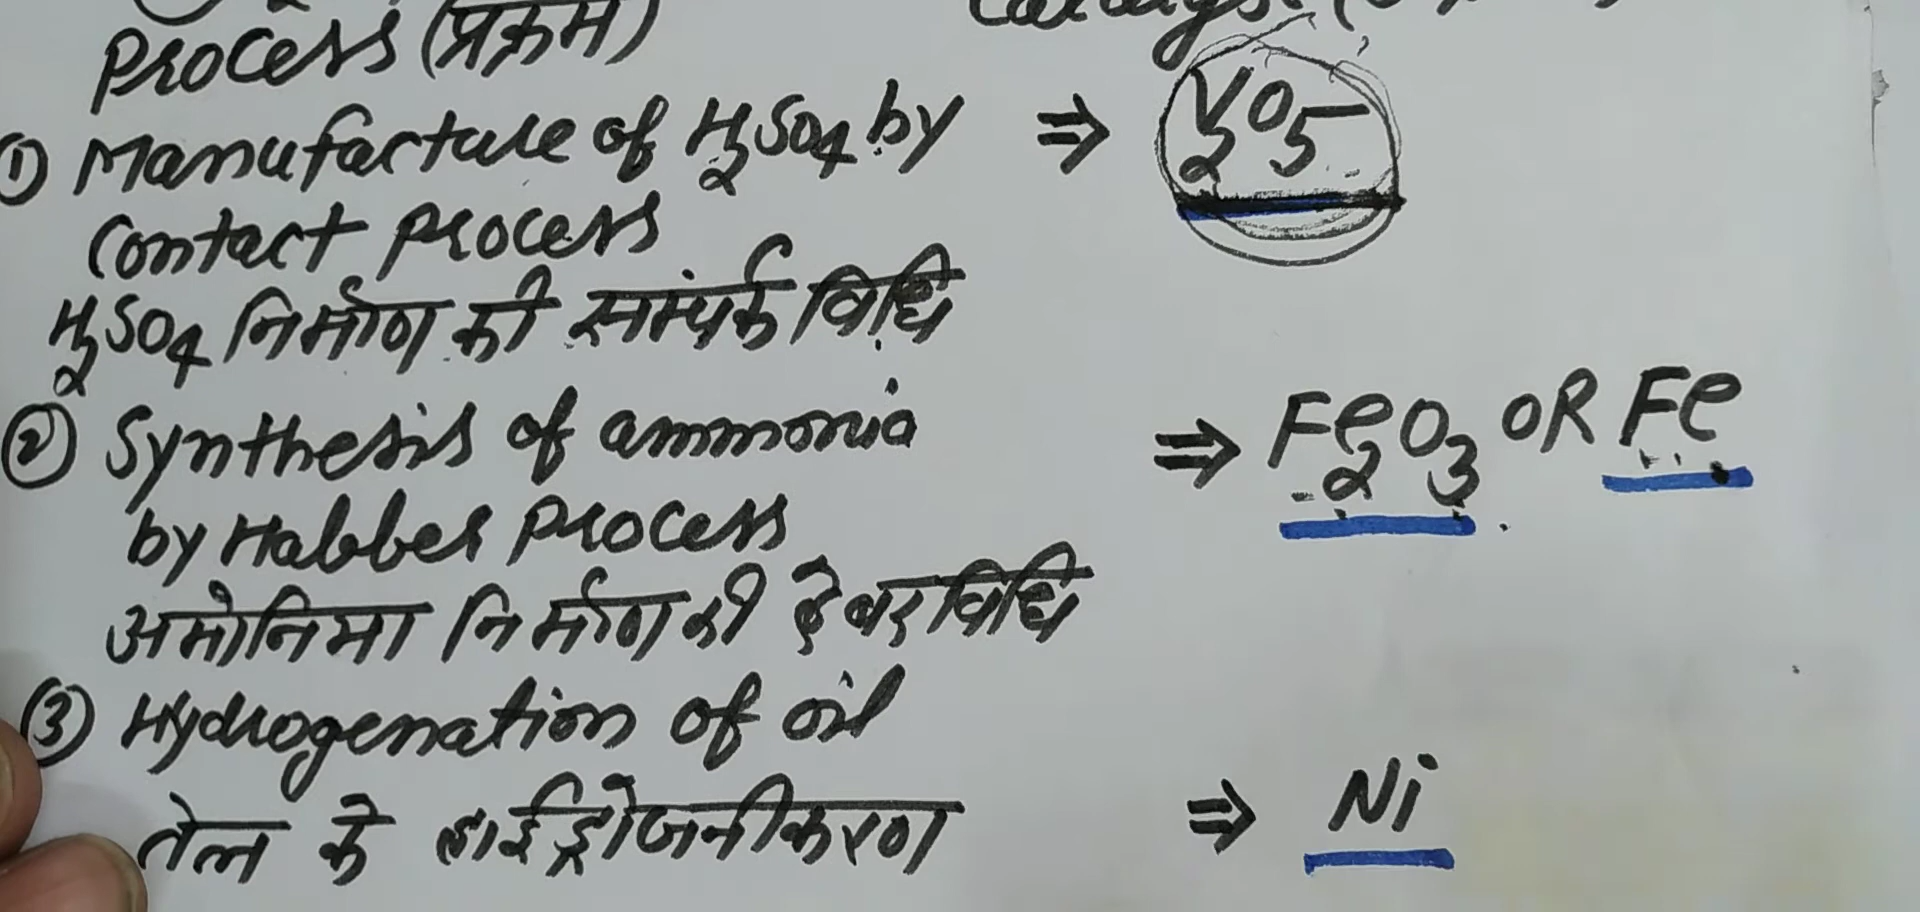 Process (प्रक्रम)
① Manufacture of H2SO4 by ⇒ V2O5
Contact Process
H2SO4 निर्माण की सम्पर्क विधि
② Synthesis of ammonia ⇒ Fe2O3 OR Fe
by Habber Process
अमोनिया निर्माण की हेबर विधि
③ Hydrogenation of oil
तेल के हाईड्रोजनीकरण ⇒ Ni